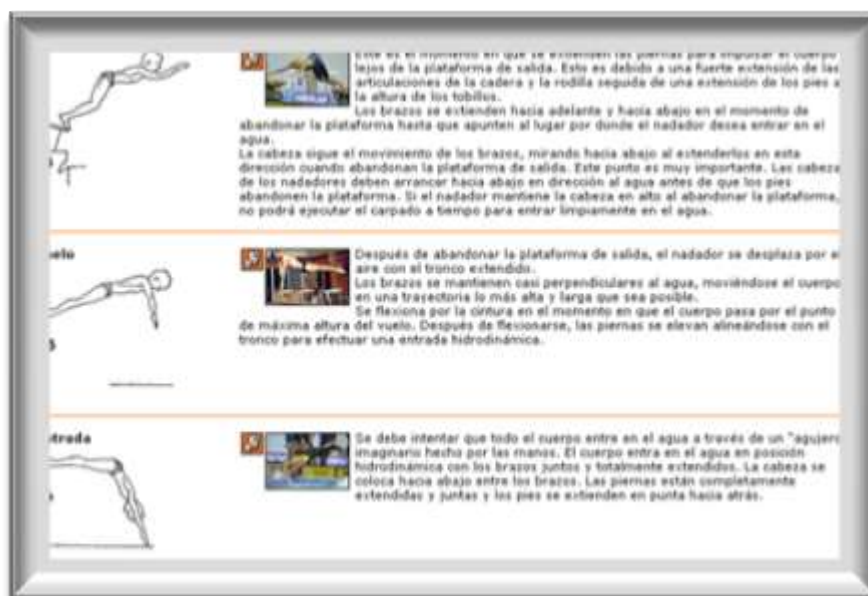 Este es el momento en que se extienden las piernas para impulsar el cuerpo
lejos de la plataforma de salida. Esto es debido a una fuerte extensión de las
articulaciones de la cadera y la rodilla seguida de una extensión de los pies a
la altura de los tobillos.
Los brazos se extienden hacia adelante y hacia abajo en el momento de
abandonar la plataforma hasta que apunten al lugar por donde el nadador desea entrar en el
agua.
La cabeza sigue el movimiento de los brazos, mirando hacia abajo al extenderlos en esta
dirección cuando abandonan la plataforma de salida. Este punto es muy importante. Las cabeza
de los nadadores deben arrancar hacia abajo en dirección al agua antes de que los pies
abandonen la plataforma. Si el nadador mantiene la cabeza en alto al abandonar la plataforma,
no podrá ejecutar el carpado a tiempo para entrar limpiamente en el agua.
uelo
Después de abandonar la plataforma de salida, el nadador se desplaza por el
aire con el tronco extendido.
Los brazos se mantienen casi perpendiculares al agua, moviéndose el cuerpo
en una trasectoria lo más alta y larga que sea posible.
Se flexiona por la cintura en el momento en que el cuerpo pasa por el punto
de máxima altura del vuelo. Después de flexionarse, las piernas se elevan alineándose con el
tronco para efectuar una entrada hidrodinámica.
trada
Se debe intentar que todo el cuerpo entre en el agua a través de un "agujero
imaginario hecho por las manos. El cuerpo entra en el agua en posición
hidrodinámica con los brazos juntos y totalmente extendidos. La cabeza se
coloca hacia abajo entre los brazos. Las piernas están completamente
extendidas y juntas y los pies se extienden en punta hacia atrás.